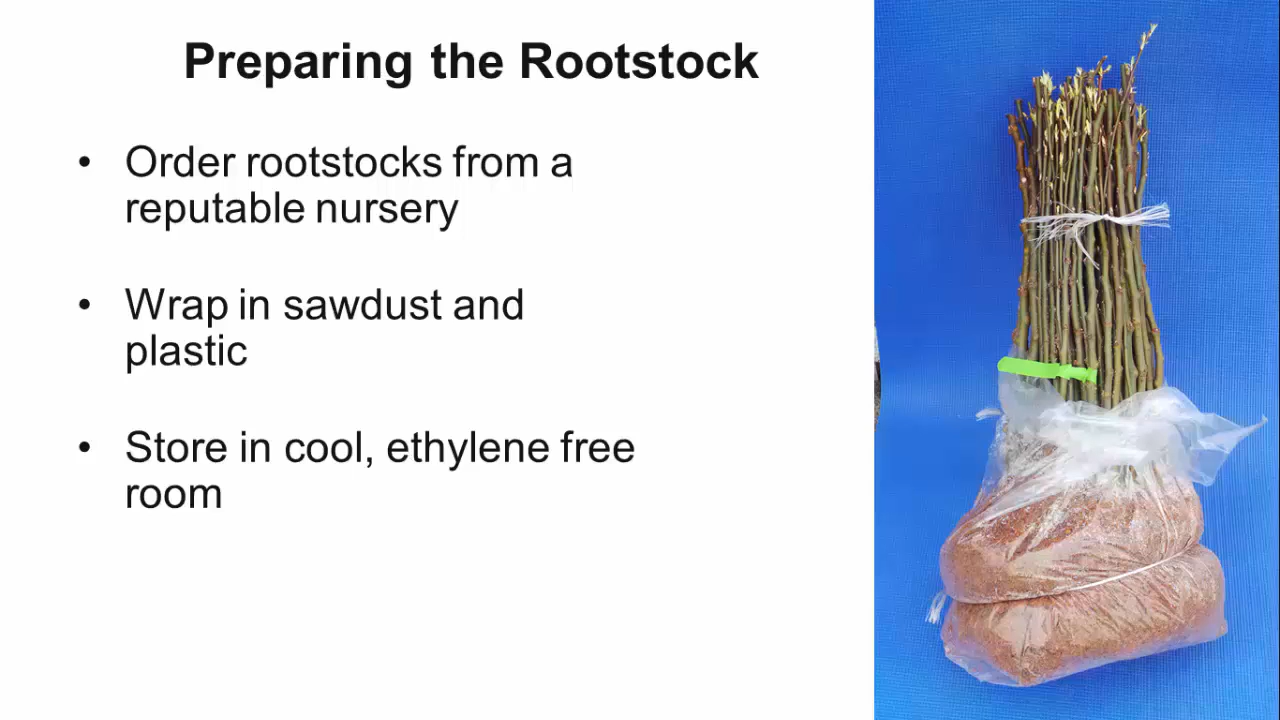 Preparing the Rootstock
• Order rootstocks from a
reputable nursery
• Wrap in sawdust and
plastic
• Store in cool, ethylene free
room